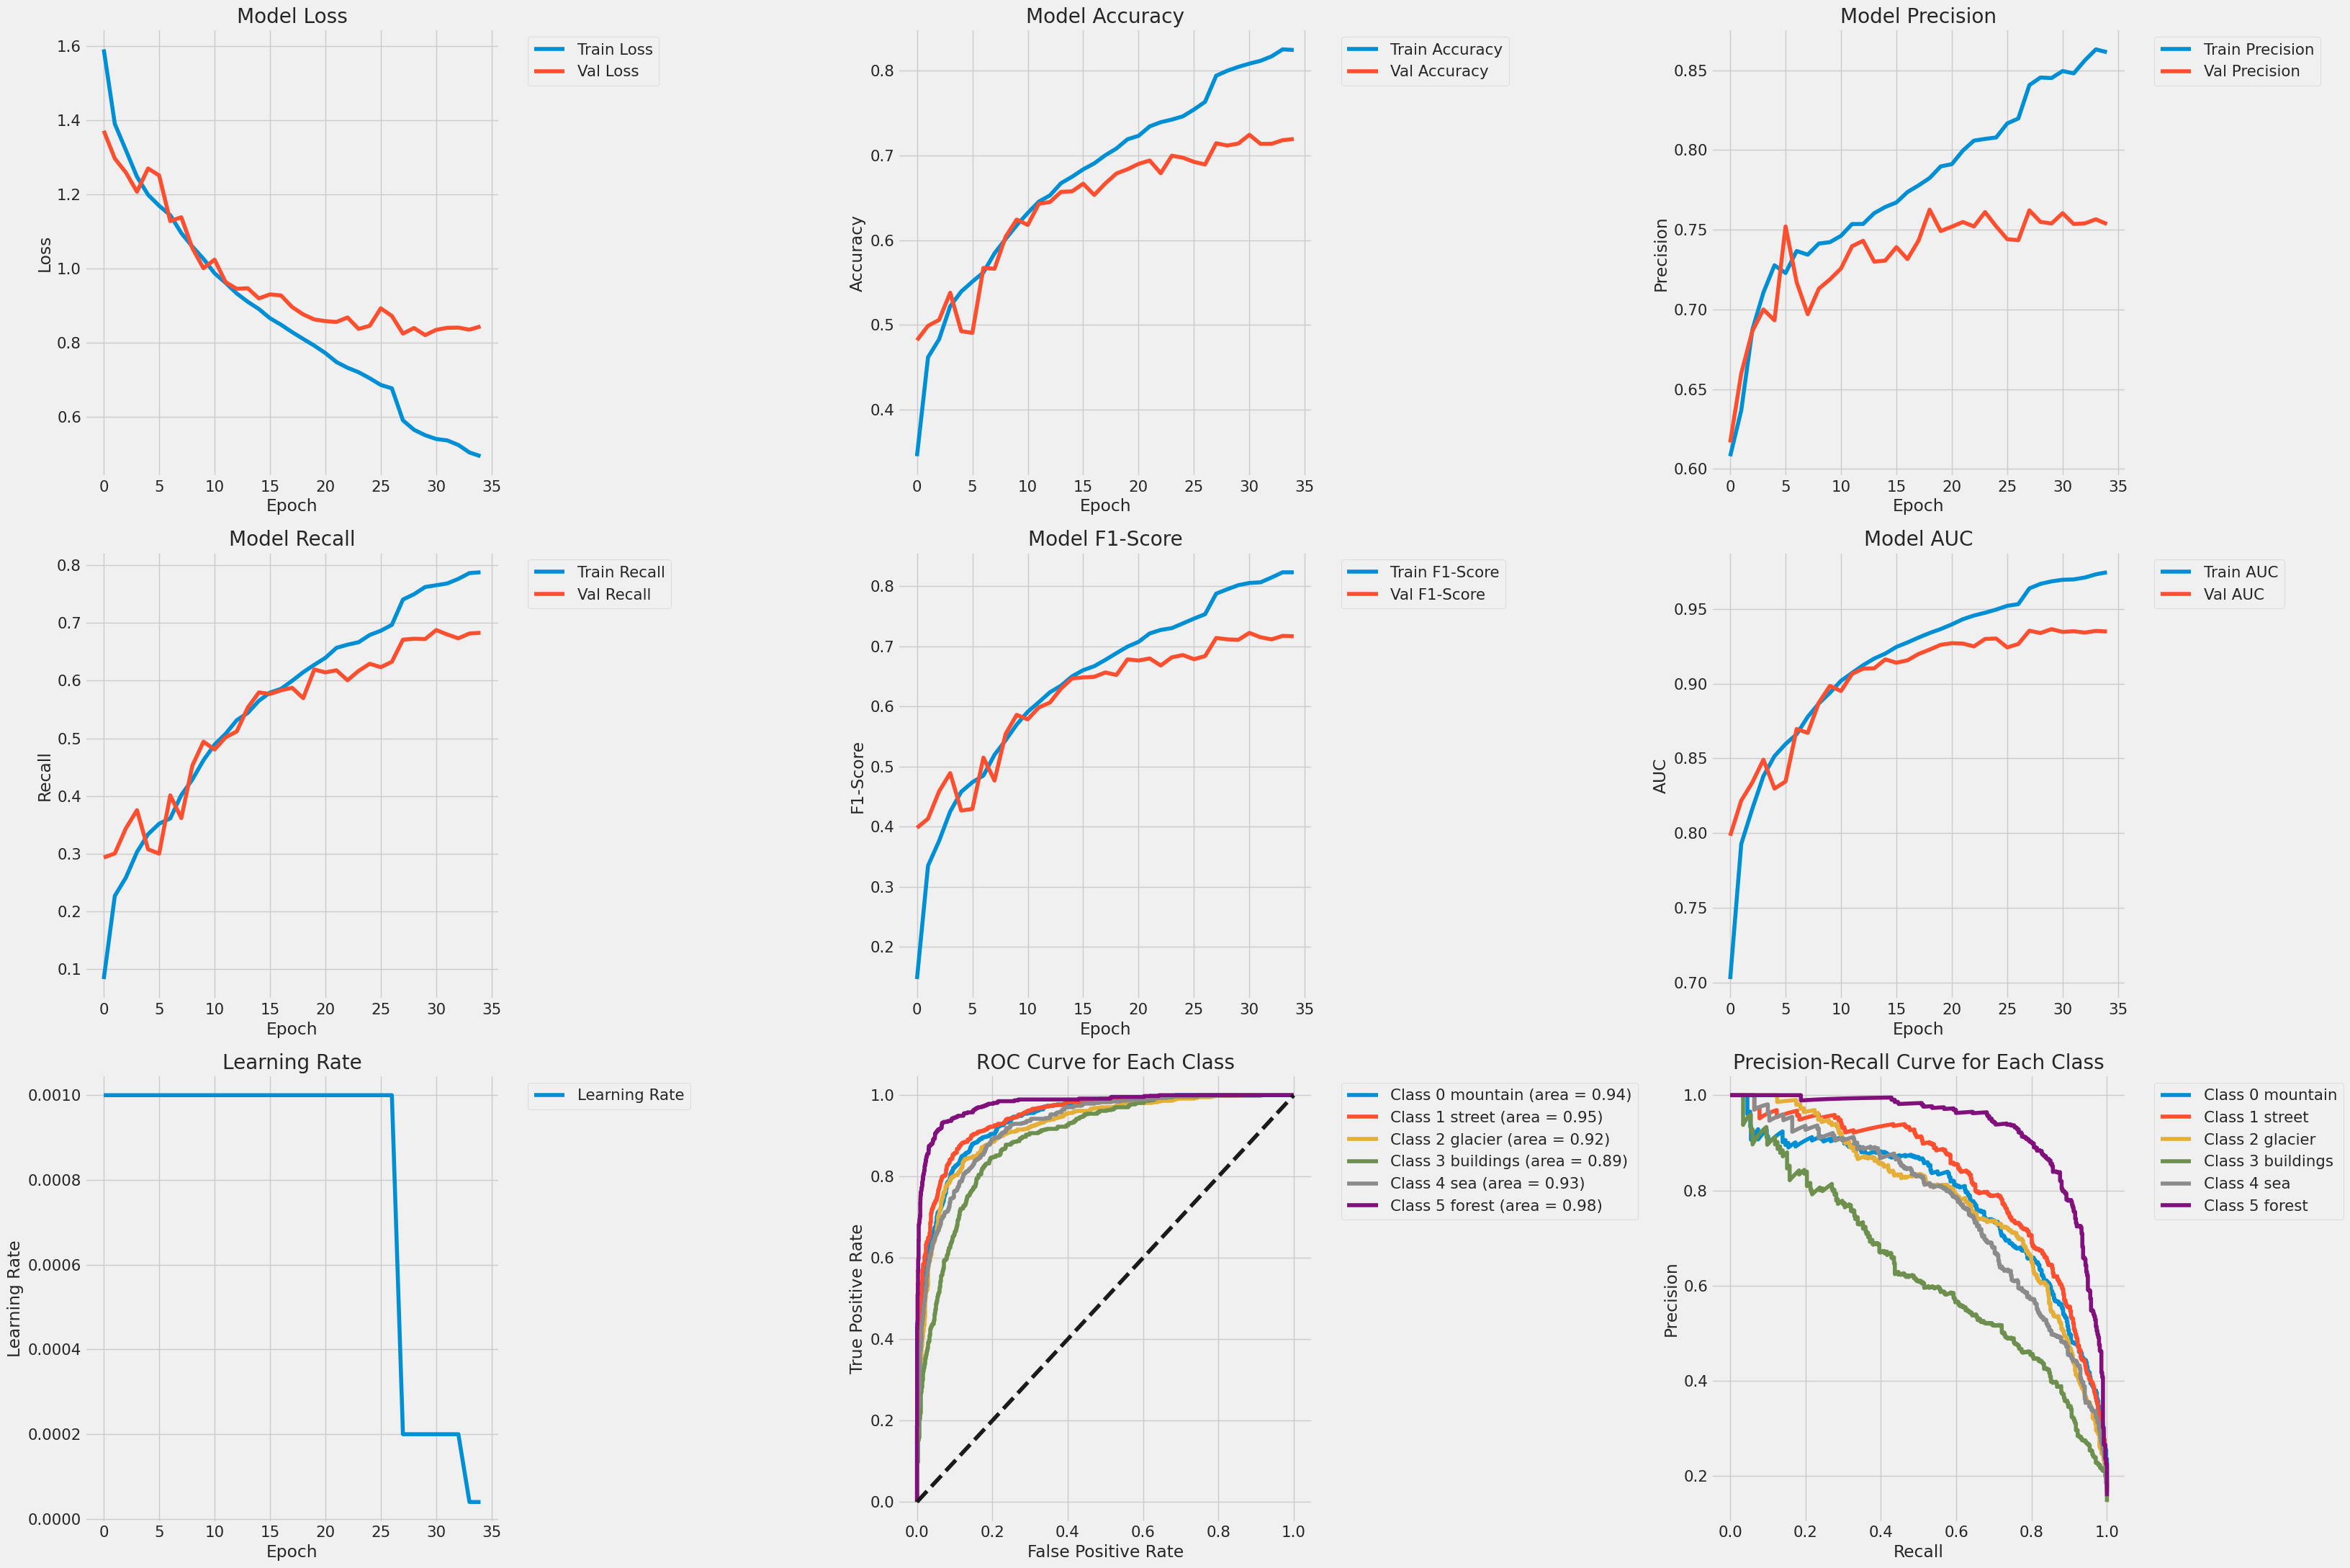 Model Loss
1.6
1.4
1.2
1.0
0.8
0.6
Loss
0 5 10 15 20 25 30 35
Epoch
Train Loss
Val Loss
Model Accuracy
0.8
0.7
0.6
0.5
0.4
Accuracy
0 5 10 15 20 25 30 35
Epoch
Train Accuracy
Val Accuracy
Model Precision
0.85
0.80
0.75
0.70
0.65
0.60
Precision
0 5 10 15 20 25 30 35
Epoch
Train Precision
Val Precision
Model Recall
0.8
0.7
0.6
0.5
0.4
0.3
0.2
0.1
Recall
0 5 10 15 20 25 30 35
Epoch
Train Recall
Val Recall
Model F1-Score
0.8
0.7
0.6
0.5
0.4
0.3
0.2
F1-Score
0 5 10 15 20 25 30 35
Epoch
Train F1-Score
Val F1-Score
Model AUC
0.95
0.90
0.85
0.80
0.75
0.70
AUC
0 5 10 15 20 25 30 35
Epoch
Train AUC
Val AUC
Learning Rate
0.0010
0.0008
0.0006
0.0004
0.0002
0.0000
Learning Rate
0 5 10 15 20 25 30 35
Epoch
Learning Rate
ROC Curve for Each Class
1.0
0.8
0.6
0.4
0.2
0.0
True Positive Rate
0.0 0.2 0.4 0.6 0.8 1.0
False Positive Rate
Class 0 mountain (area = 0.94)
Class 1 street (area = 0.95)
Class 2 glacier (area = 0.92)
Class 3 buildings (area = 0.89)
Class 4 sea (area = 0.93)
Class 5 forest (area = 0.98)
Precision-Recall Curve for Each Class
1.0
0.8
0.6
0.4
0.2
Precision
0.0 0.2 0.4 0.6 0.8 1.0
Recall
Class 0 mountain
Class 1 street
Class 2 glacier
Class 3 buildings
Class 4 sea
Class 5 forest